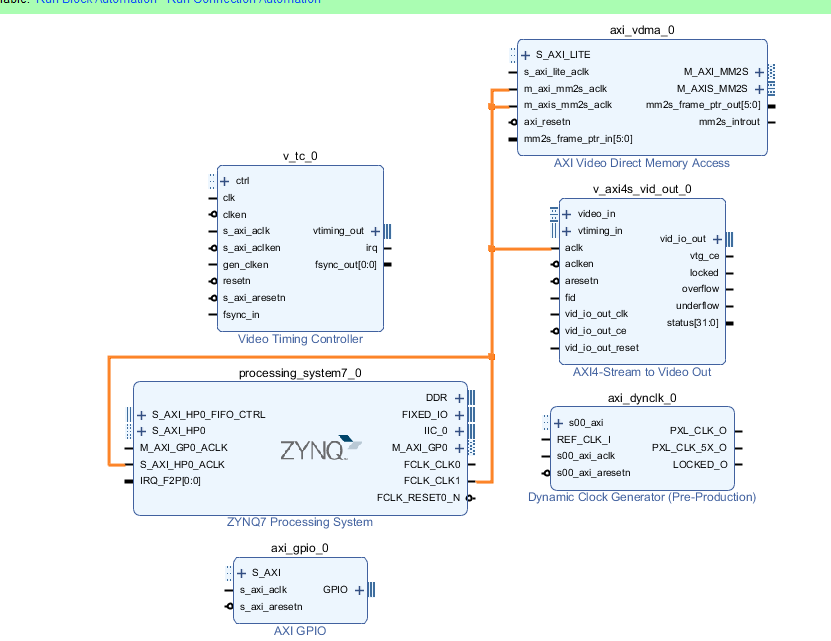 Run Block Automation Run Connection Automation
axi_vdma_0
S_AXI_LITE
s_axi_lite_aclk
m_axi_mm2s_aclk
m_axis_mm2s_aclk
axi_resetn
mm2s_frame_ptr_in[5:0]
M_AXI_MM2S
M_AXIS_MM2S
mm2s_frame_ptr_out[5:0]
mm2s_introut
AXI Video Direct Memory Access
v_tc_0
ctrl
clk
clken
s_axi_aclk
s_axi_aclken
gen_clken
resetn
s_axi_aresetn
fsync_in
vtiming_out
irq
fsync_out[0:0]
Video Timing Controller
v_axi4s_vid_out_0
video_in
vtiming_in
aclk
aclken
aresetn
fid
vid_io_out_clk
vid_io_out_ce
vid_io_out_reset
vid_io_out
vtg_ce
locked
overflow
underflow
status[31:0]
AXI4-Stream to Video Out
processing_system7_0
S_AXI_HP0_FIFO_CTRL
S_AXI_HP0
M_AXI_GP0_ACLK
S_AXI_HP0_ACLK
IRQ_F2P[0:0]
ZYNQ
DDR
FIXED_IO
IIC_0
M_AXI_GP0
FCLK_CLK0
FCLK_CLK1
FCLK_RESET0_N
ZYNQ7 Processing System
axi_dynclk_0
s00_axi
REF_CLK_I
s00_axi_aclk
s00_axi_aresetn
PXL_CLK_O
PXL_CLK_5X_O
LOCKED_O
Dynamic Clock Generator (Pre-Production)
axi_gpio_0
S_AXI
s_axi_aclk
s_axi_aresetn
GPIO
AXI GPIO